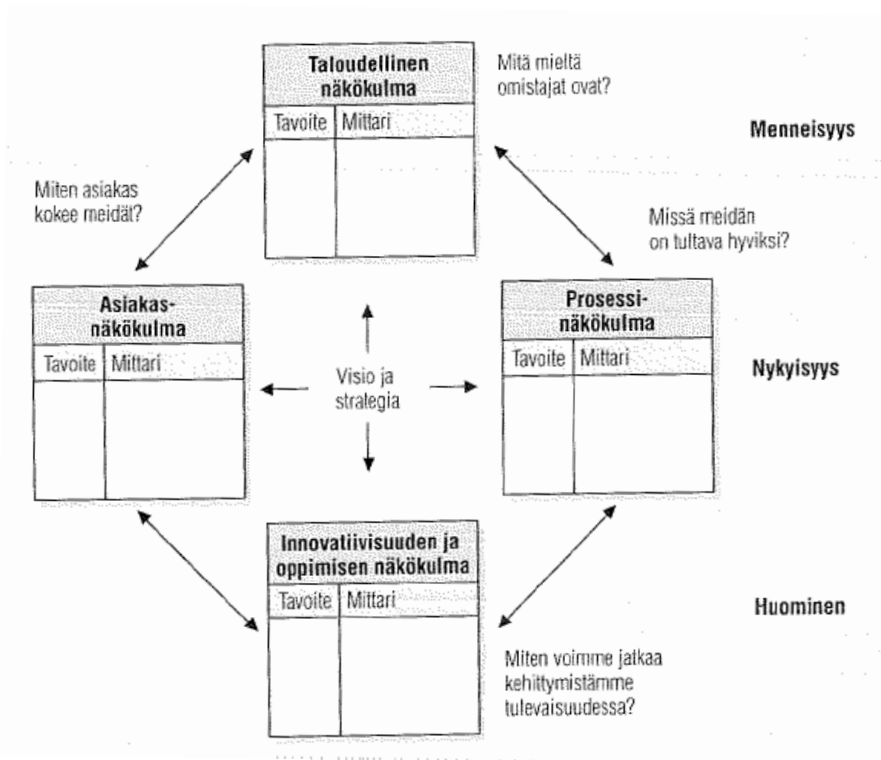 Taloudellinen
näkökulma
Tavoite Mittari
Mitä mieltä
omistajat ovat?
Menneisyys
Miten asiakas
kokee meidät?
Missä meidän
on tultava hyviksi?
Asiakas-
näkökulma
Tavoite Mittari
Visio ja
strategia
Prosessi-
näkökulma
Tavoite Mittari
Nykyisyys
Innovatiivisuuden ja
oppimisen näkökulma
Tavoite Mittari
Huominen
Miten voimme jatkaa
kehittymistämme
tulevaisuudessa?